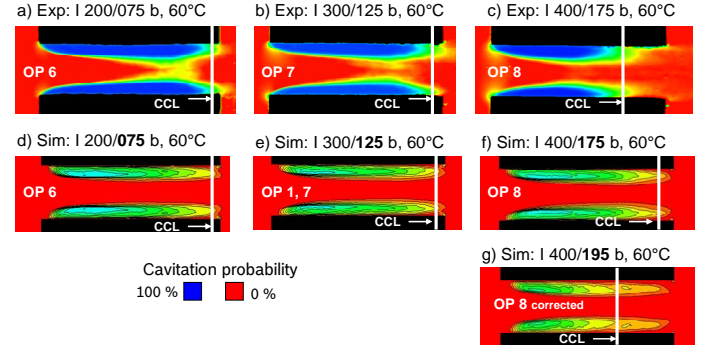 a) Exp: I 200/075 b, 60°C
b) Exp: I 300/125 b, 60°C
c) Exp: I 400/175 b, 60°C
OP 6
CCL
OP 7
CCL
OP 8
CCL
d) Sim: I 200/075 b, 60°C
e) Sim: I 300/125 b, 60°C
f) Sim: I 400/175 b, 60°C
OP 6
CCL
OP 1, 7
CCL
OP 8
CCL
g) Sim: I 400/195 b, 60°C
Cavitation probability
100 %
0 %
OP 8 corrected
CCL